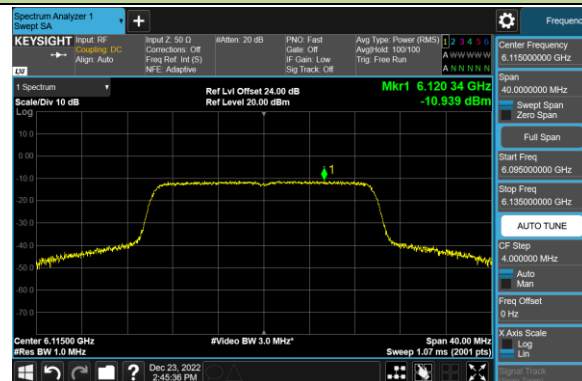 Spectrum Analyzer 1
Swept SA
Frequen
KEYSIGHT
Input: RF
Coupling: DC
Align: Auto
Input Z: 50 Ω
Corrections: Off
Freq Ref: Int (S)
NFE: Adaptive
#Atten: 20 dB
PNO: Fast
Gate: Off
IF Gain: Low
Sig Track: Off
Avg Type: Power (RMS)
Avg|Hold: 100/100
Trig: Free Run
1 2 3 4 5 6
A W W W W W
A N N N N N
LXI
1 Spectrum
Scale/Div 10 dB
Log
Ref Lvl Offset 24.00 dB
Ref Level 20.00 dBm
Mkr1 6.120 34 GHz
-10.939 dBm
10.0
0.00
-10.0
-20.0
-30.0
-40.0
-50.0
-60.0
-70.0
1
Center 6.11500 GHz
#Res BW 1.0 MHz
#Video BW 3.0 MHz*
Span 40.00 MHz
Sweep 1.07 ms (2001 pts)
Dec 23, 2022
2:45:36 PM
Center Frequency
6.115000000 GHz
Span
40.0000000 MHz
Swept Span
Zero Span
Full Span
Start Freq
6.095000000 GHz
Stop Freq
6.135000000 GHz
AUTO TUNE
CF Step
4.000000 MHz
Auto
Man
Freq Offset
0 Hz
X Axis Scale
Log
Lin
Signal Track